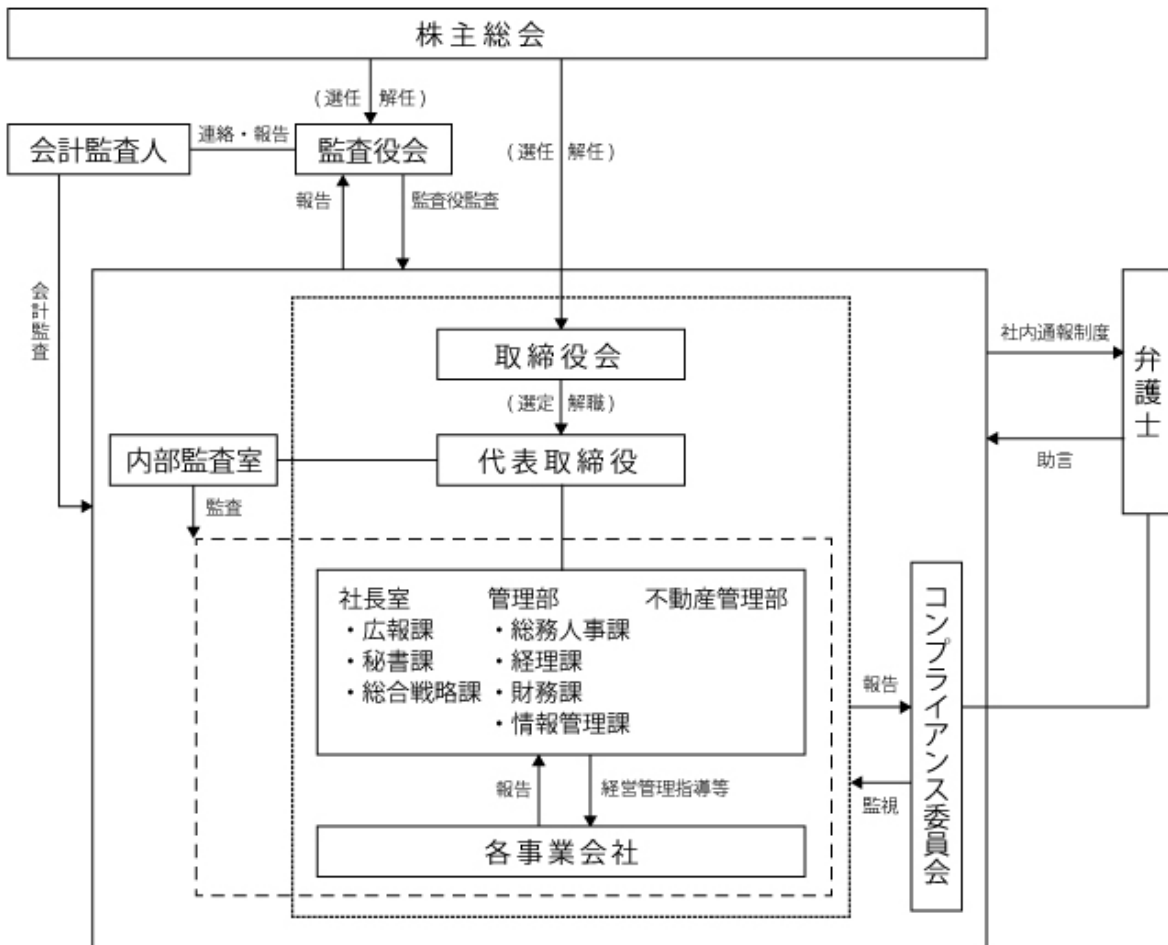 株主総会
(選任 解任)
会計監査人
連絡・報告
監査役会
(選任 解任)
報告
監査役監査
会計監査
取締役会
社内通報制度
弁護士
(選定 解職)
助言
内部監査室
代表取締役
監査
社長室
・広報課
・秘書課
・総合戦略課
管理部
・総務人事課
・経理課
・財務課
・情報管理課
不動産管理部
報告
コンプライアンス委員会
監視
報告
経営管理指導等
各事業会社